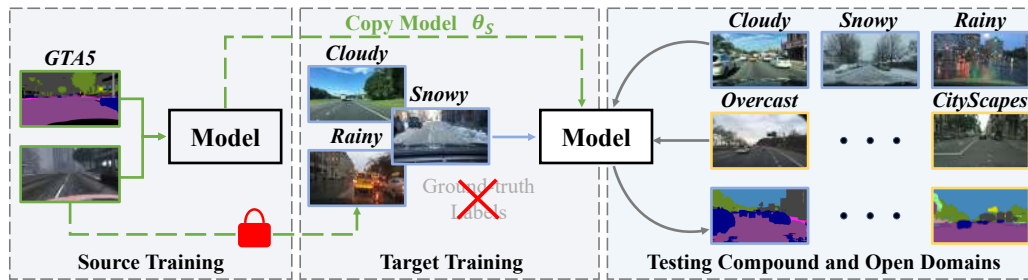 GTA5
Model
Source Training
Copy Model θS
Cloudy
Snowy
Rainy
Ground-truth
Labels
Model
Target Training
Cloudy
Snowy
Rainy
Overcast
CityScapes
Testing Compound and Open Domains